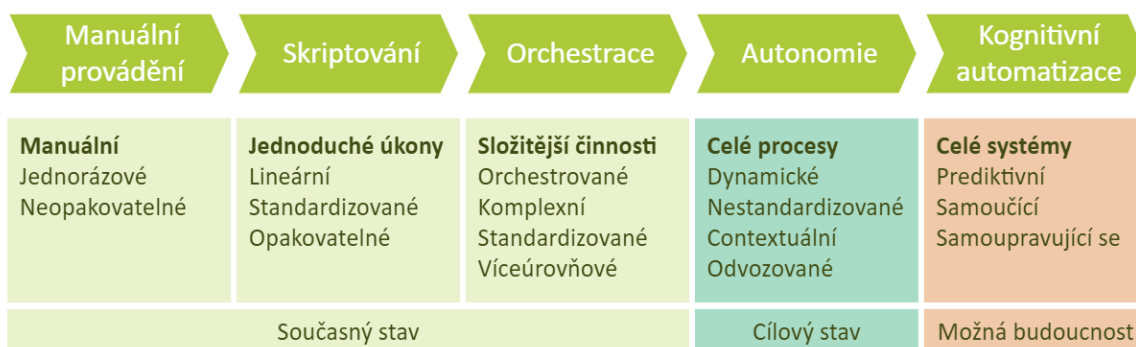 Manuální
provádění
Skriptování
Orchestrace
Autonomie
Kognitivní
automatizace
Manuální
Jednorázové
Neopakovatelné
Jednoduché úkony
Lineární
Standardizované
Opakovatelné
Složitější činnosti
Orchestrované
Komplexní
Standardizované
Víceúrovňové
Celé procesy
Dynamické
Nestandardizované
Contextuální
Odvozované
Celé systémy
Prediktivní
Samoučící
Samoupravující se
Současný stav
Cílový stav
Možná budoucnost